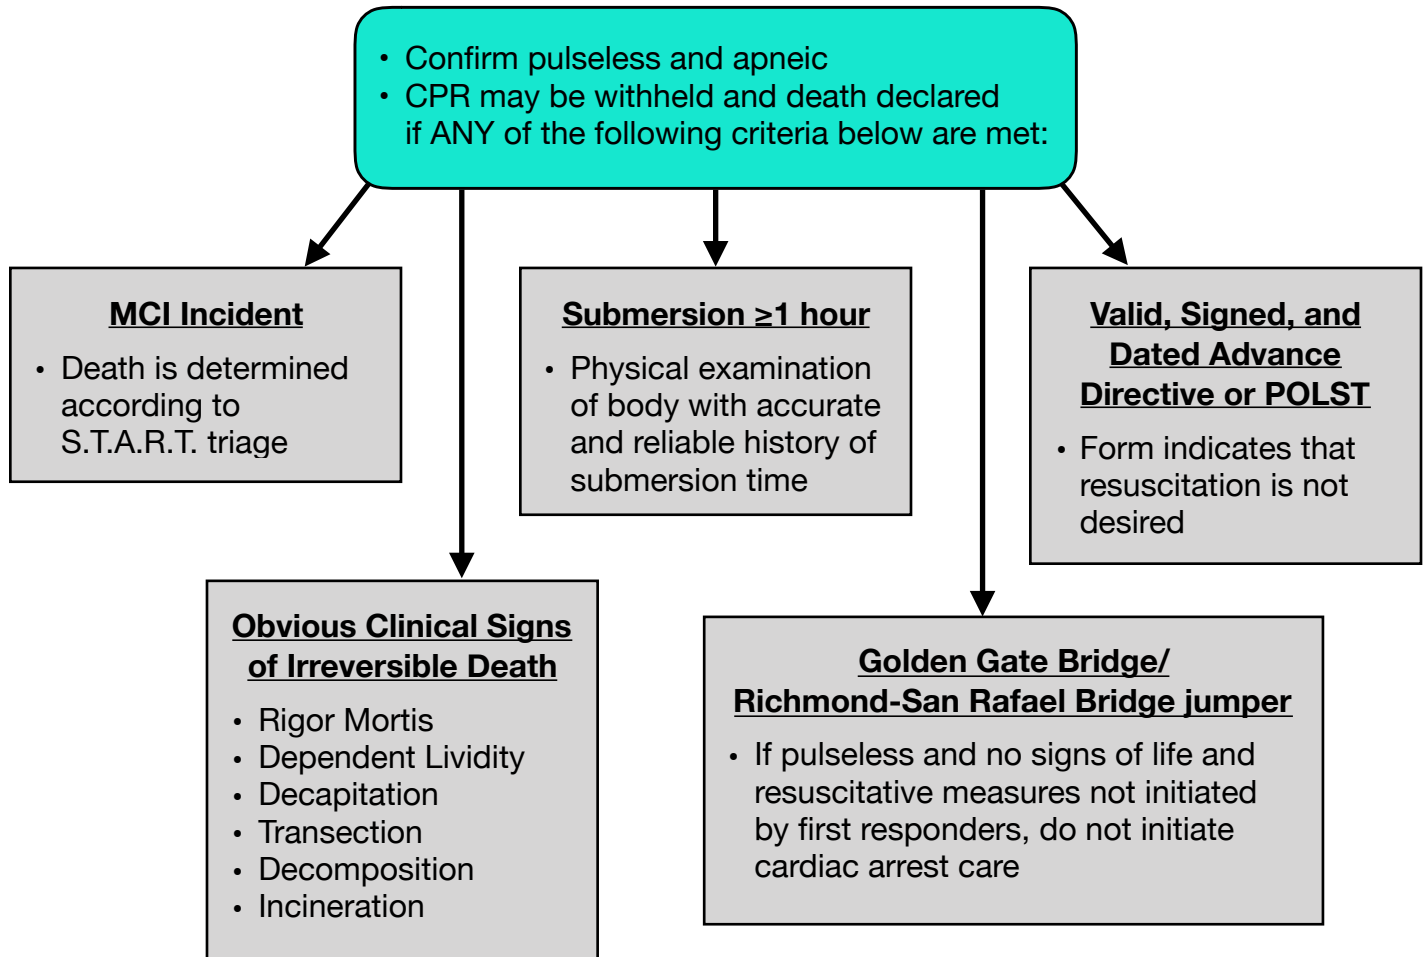 • Confirm pulseless and apneic
• CPR may be withheld and death declared
if ANY of the following criteria below are met:
MCI Incident
• Death is determined
according to
S.T.A.R.T. triage
Submersion ≥1 hour
• Physical examination
of body with accurate
and reliable history of
submersion time
Valid, Signed, and
Dated Advance
Directive or POLST
• Form indicates that
resuscitation is not
desired
Obvious Clinical Signs
of Irreversible Death
• Rigor Mortis
• Dependent Lividity
• Decapitation
• Transection
• Decomposition
• Incineration
Golden Gate Bridge/
Richmond-San Rafael Bridge jumper
• If pulseless and no signs of life and
resuscitative measures not initiated
by first responders, do not initiate
cardiac arrest care